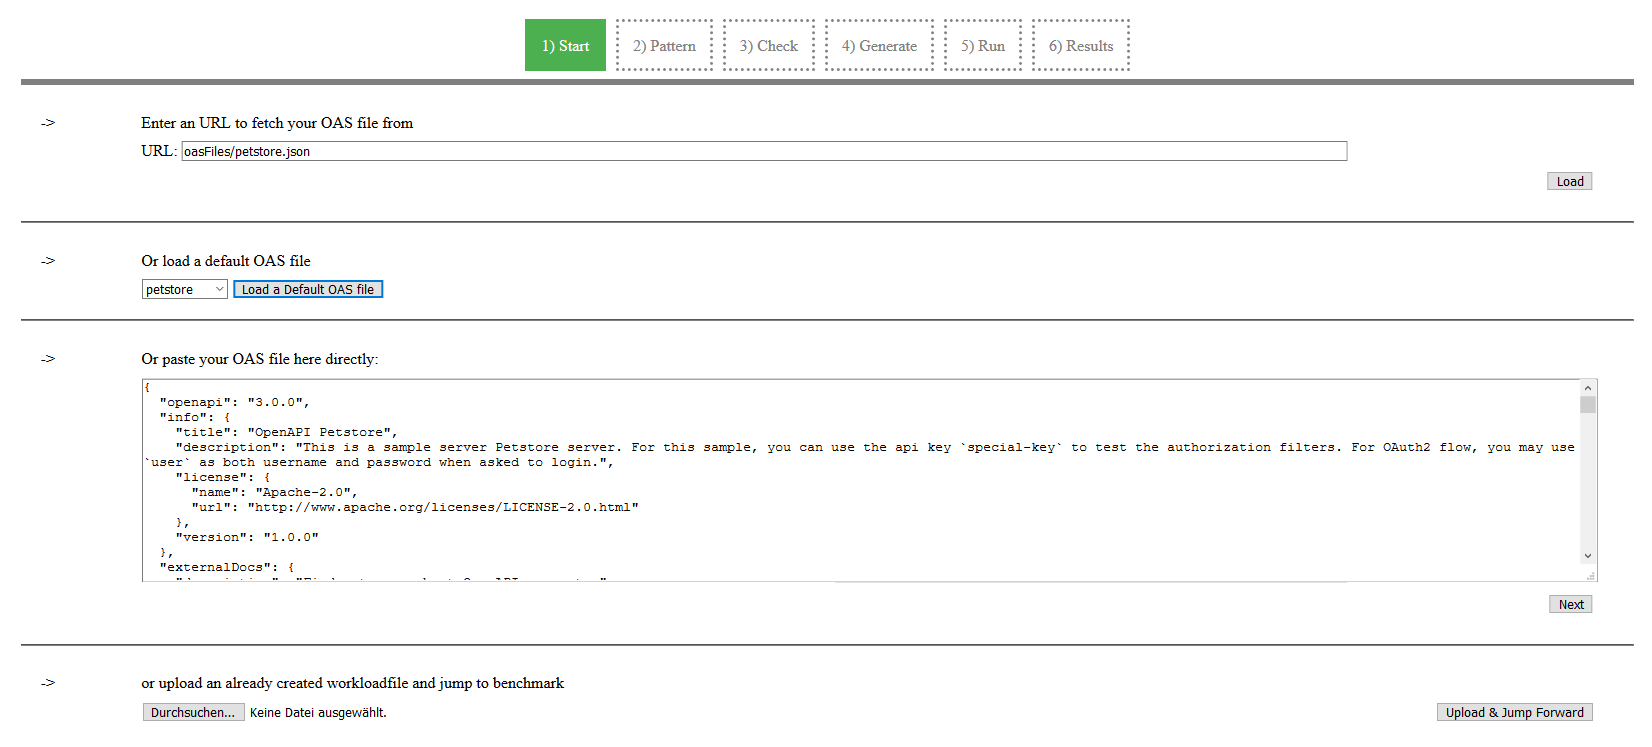 1) Start 2) Pattern 3) Check 4) Generate 5) Run 6) Results
-> Enter an URL to fetch your OAS file from
URL: oasFiles/petstore.json
Load
-> Or load a default OAS file
petstore Load a Default OAS file
-> Or paste your OAS file here directly:
{
"openapi": "3.0.0",
"info": {
"title": "OpenAPI Petstore",
"description": "This is a sample server Petstore server. For this sample, you can use the api key `special-key` to test the authorization filters. For OAuth2 flow, you may use
`user` as both username and password when asked to login.",
"license": {
"name": "Apache-2.0",
"url": "http://www.apache.org/licenses/LICENSE-2.0.html"
},
"version": "1.0.0"
},
"externalDocs": {
Next
-> or upload an already created workloadfile and jump to benchmark
Durchsuchen... Keine Datei ausgewählt. Upload & Jump Forward